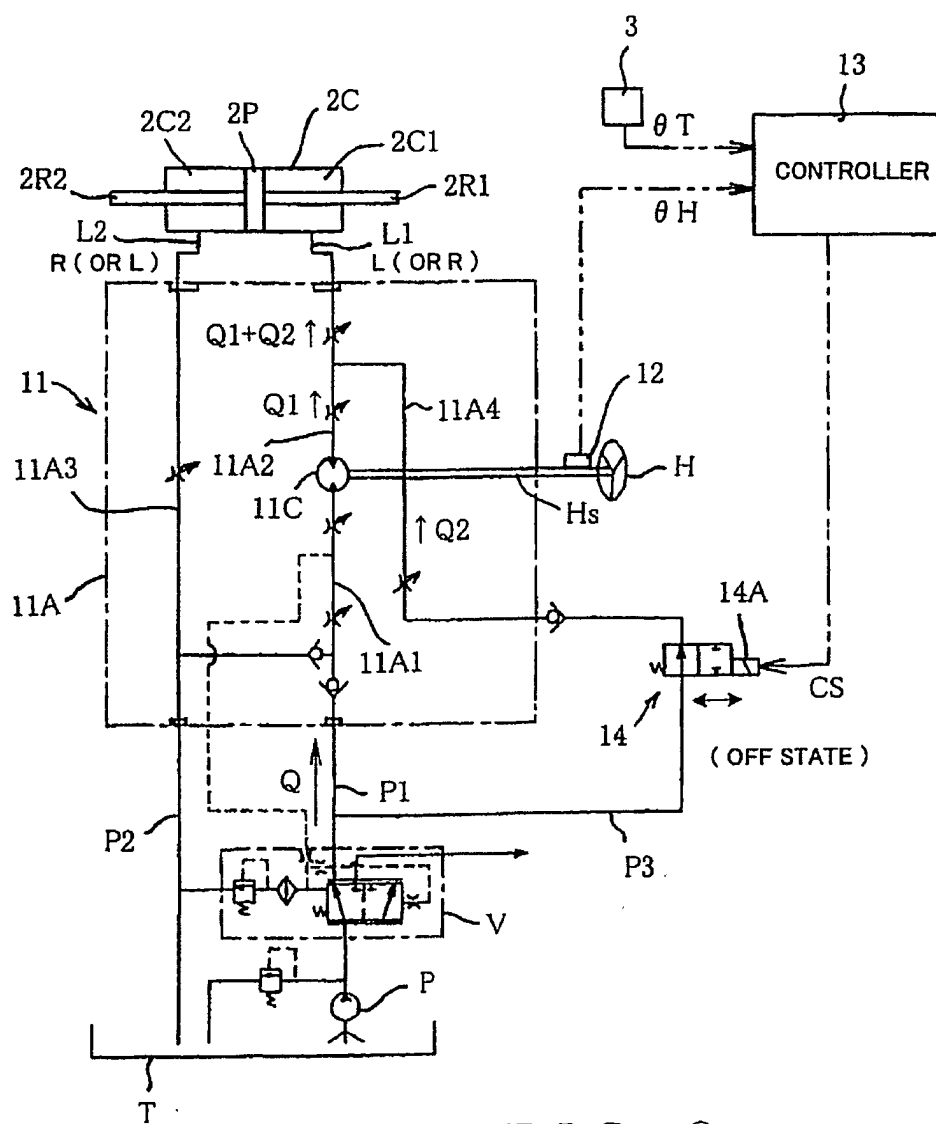 3
13
2P
2C
2C2
2C1
θT
CONTROLLER
2R2
2R1
θH
L2
L1
R(OR L)
L(OR R)
Q1+Q2↑
12
11
Q1↑
11A4
11A3
11A2
11C
H
Hs
↑Q2
11A
14A
11A1
CS
14
(OFF STATE)
Q
P1
P2
P3
V
P
T